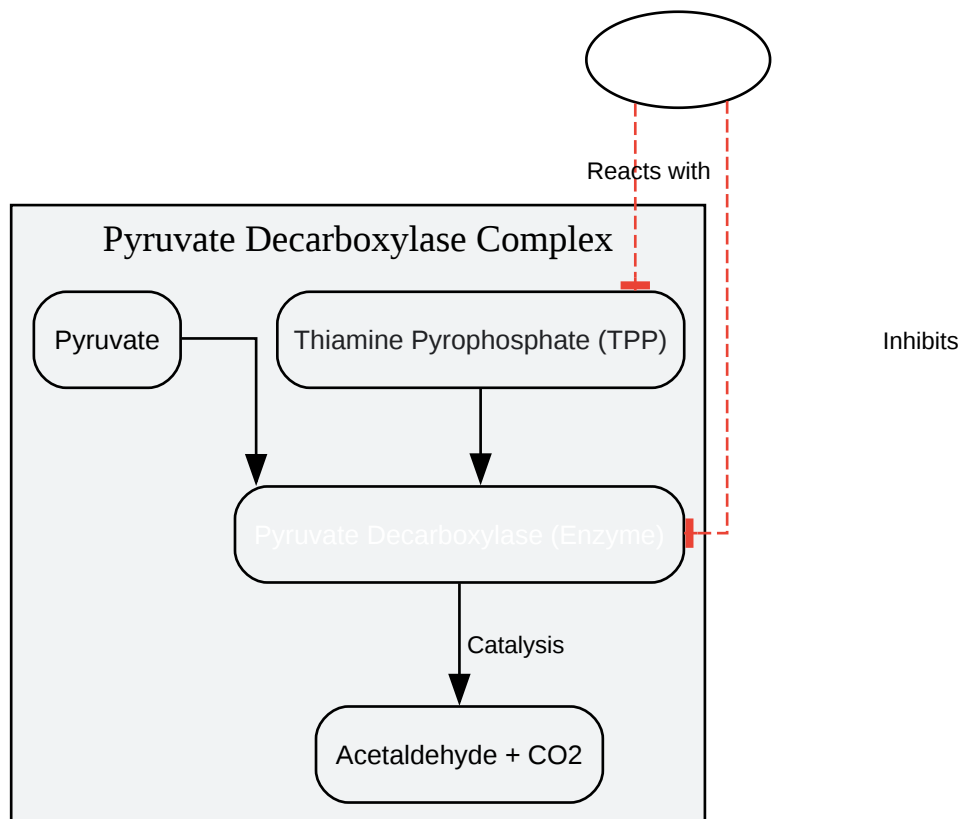 Reacts with
Pyruvate Decarboxylase Complex
Pyruvate
Thiamine Pyrophosphate (TPP)
Inhibits
Pyruvate Decarboxylase (Enzyme)
Catalysis
Acetaldehyde + CO2